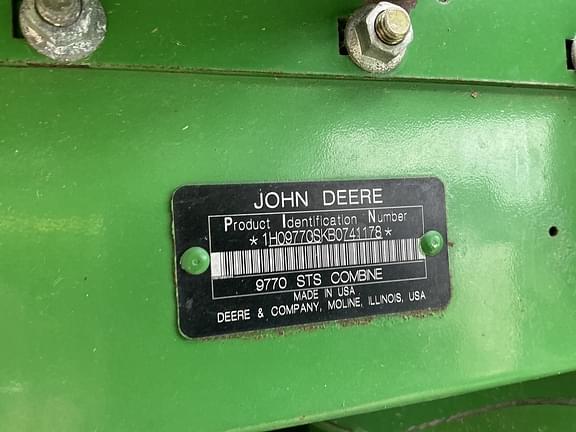 JOHN DEERE
Product Identification Number
*1H09770SKB0741178*
9770 STS COMBINE
MADE IN USA
DEERE & COMPANY, MOLINE, ILLINOIS, USA